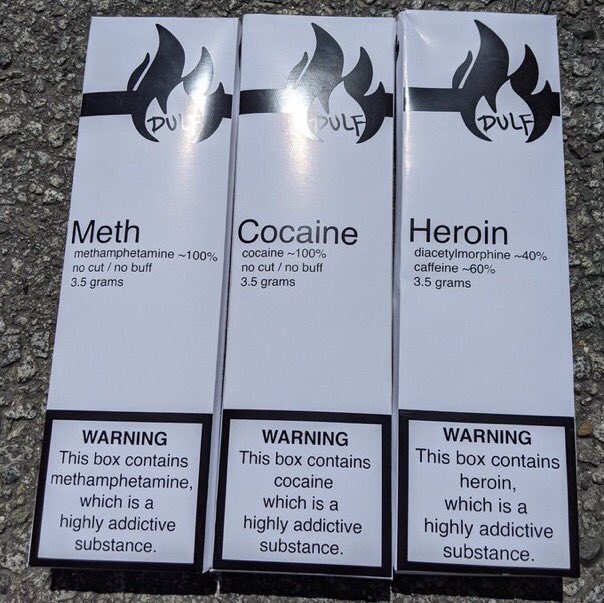 DULF
Meth
methamphetamine ~100%
no cut / no buff
3.5 grams
WARNING
This box contains
methamphetamine,
which is a
highly addictive
substance.
DULF
Cocaine
cocaine ~100%
no cut / no buff
3.5 grams
WARNING
This box contains
cocaine
which is a
highly addictive
substance.
DULF
Heroin
diacetylmorphine ~40%
caffeine ~60%
3.5 grams
WARNING
This box contains
heroin,
which is a
highly addictive
substance.